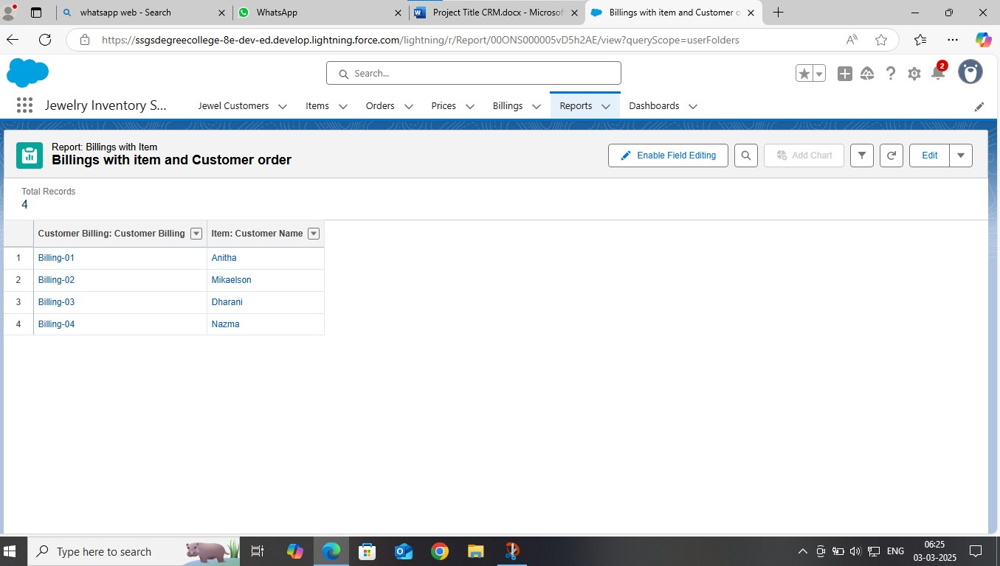 whatsapp web - Search
WhatsApp
Project Title CRM.docx - Microsof
Billings with item and Customer o
https://ssgsdegreecollege-8e-dev-ed.develop.lightning.force.com/lightning/r/Report/00ONS000005vD5h2AE/view?queryScope=userFolders
Search...
2
Jewelry Inventory S...
Jewel Customers
Items
Orders
Prices
Billings
Reports
Dashboards
Report: Billings with Item
Billings with item and Customer order
Enable Field Editing
Add Chart
Edit
Total Records
4
Customer Billing: Customer Billing
Item: Customer Name
1 Billing-01 Anitha
2 Billing-02 Mikaelson
3 Billing-03 Dharani
4 Billing-04 Nazma
Type here to search
ENG
06:25
03-03-2025